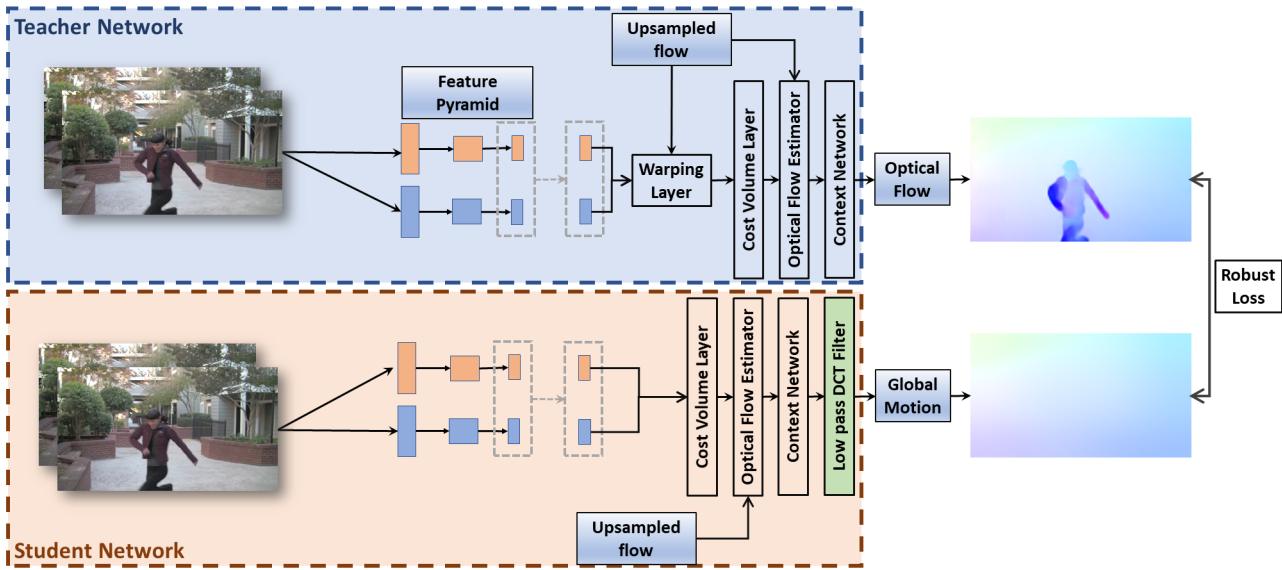 Teacher Network
Upsampled
flow
Feature
Pyramid
Warping
Layer
Cost Volume Layer
Optical Flow Estimator
Context Network
Optical
Flow
Robust
Loss
Cost Volume Layer
Optical Flow Estimator
Context Network
Low pass DCT Filter
Global
Motion
Upsampled
flow
Student Network